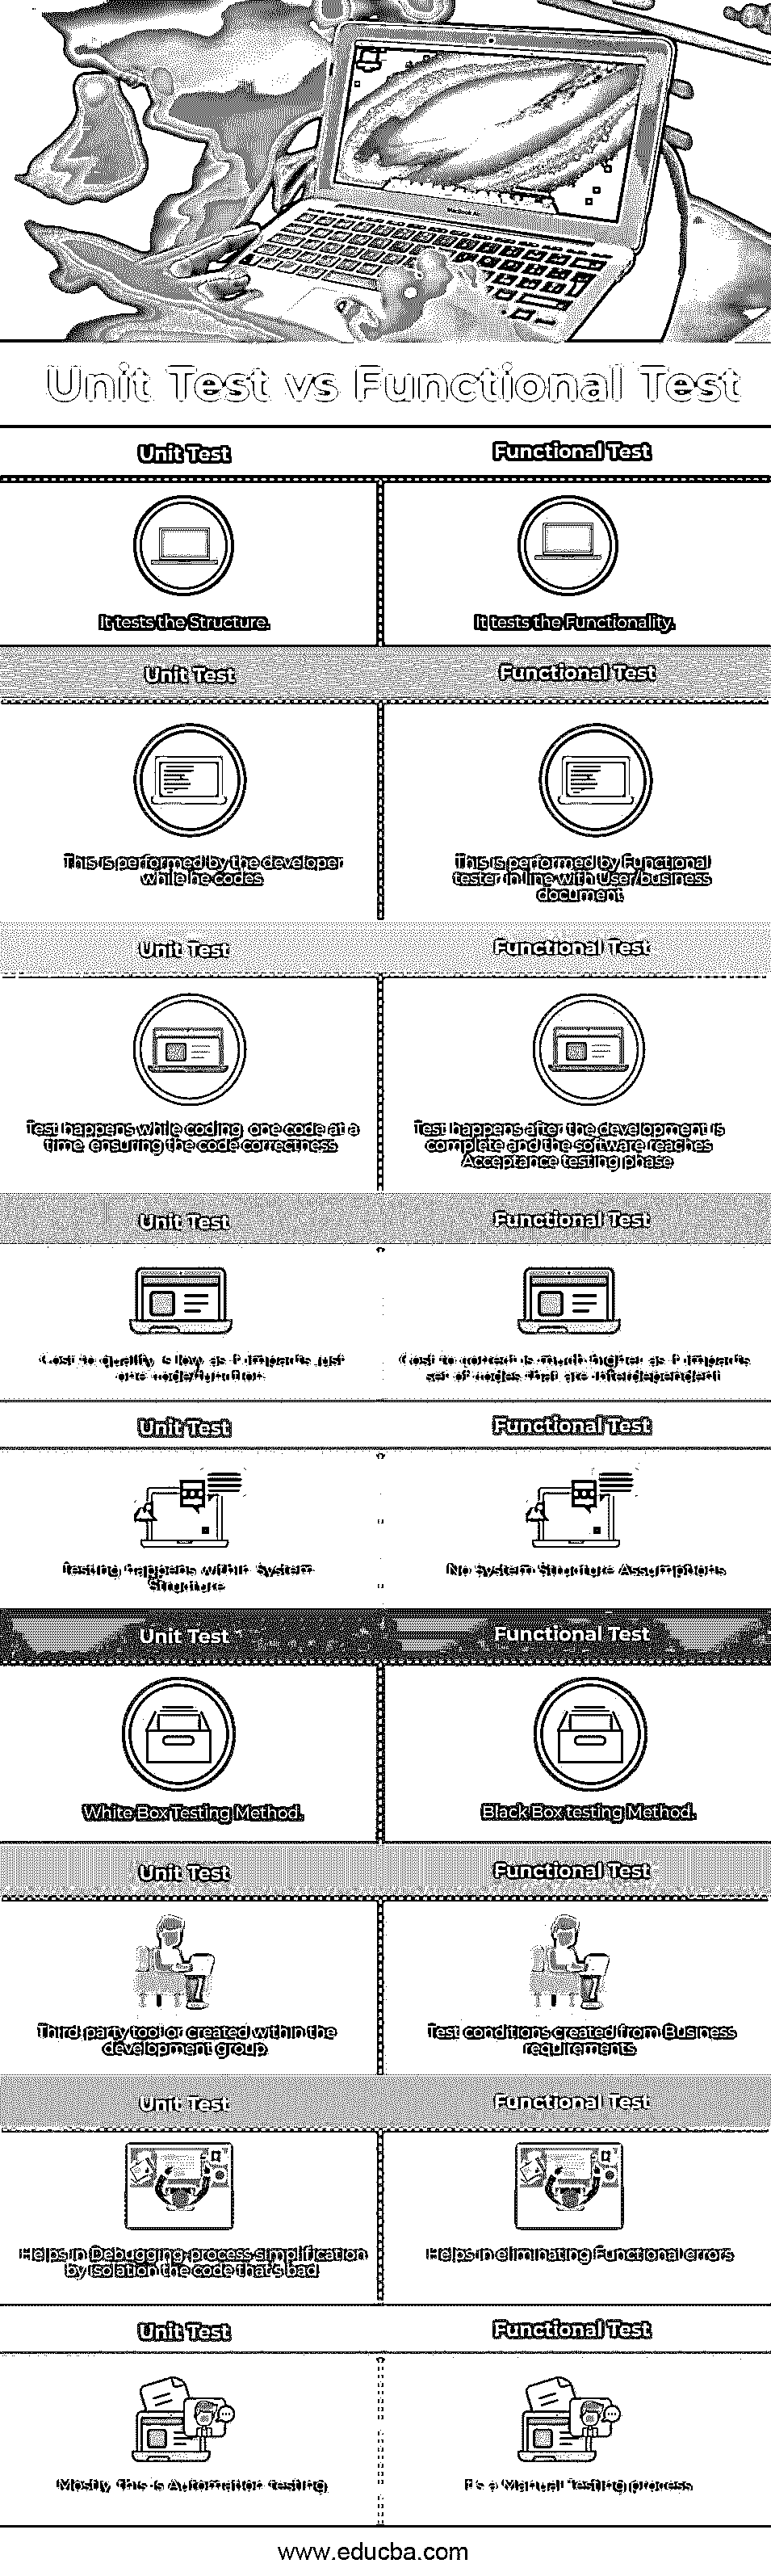 Unit Test vs Functional Test
Unit Test
Functional Test
It tests the Structure.
It tests the Functionality.
Unit Test
Functional Test
This is performed by the developer
while he codes
This is performed by Functional
tester in line with User/business
document
Unit Test
Functional Test
Test happens while coding one code at a
time ensuring the code correctness
Test happens after the development is
complete and the software reaches
Acceptance testing phase
Unit Test
Functional Test
Cost to quality is low as it impacts just
one code/function
Cost to correct is much higher as it impacts
set of codes that are interdependent
Unit Test
Functional Test
Testing happens within System
Structure
No System Structure Assumptions
Unit Test
Functional Test
White Box Testing Method.
Black Box testing Method.
Unit Test
Functional Test
Third-party tool or created within the
development group
Test conditions created from Business
requirements
Unit Test
Functional Test
Helps in Debugging-process simplification
by isolation the code that's bad
Helps in eliminating Functional errors
Unit Test
Functional Test
Mostly this is Automation testing
It's a Manual Testing process
www.educba.com